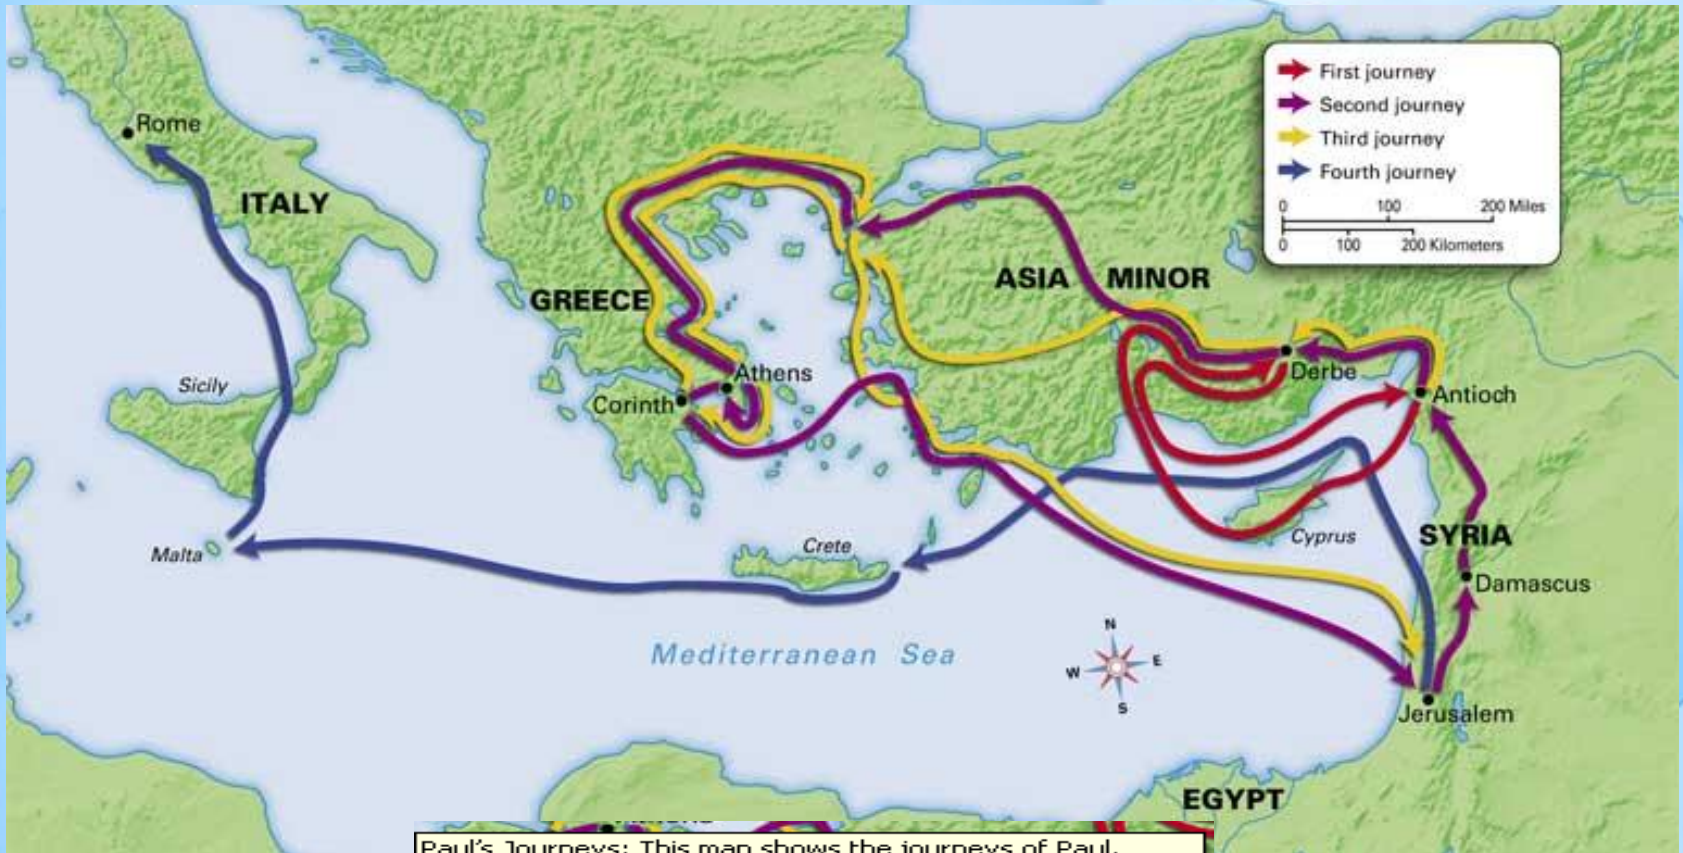 First journey
Second journey
Third journey
Fourth journey
0 100 200 Miles
0 100 200 Kilometers
Rome
ITALY
GREECE
ASIA MINOR
Sicily
Athens
Corinth
Derbe
Antioch
Malta
Crete
Cyprus
SYRIA
Damascus
Mediterranean Sea
N
W E
S
Jerusalem
EGYPT
Paul's Journeys: This map shows the journeys of Paul.